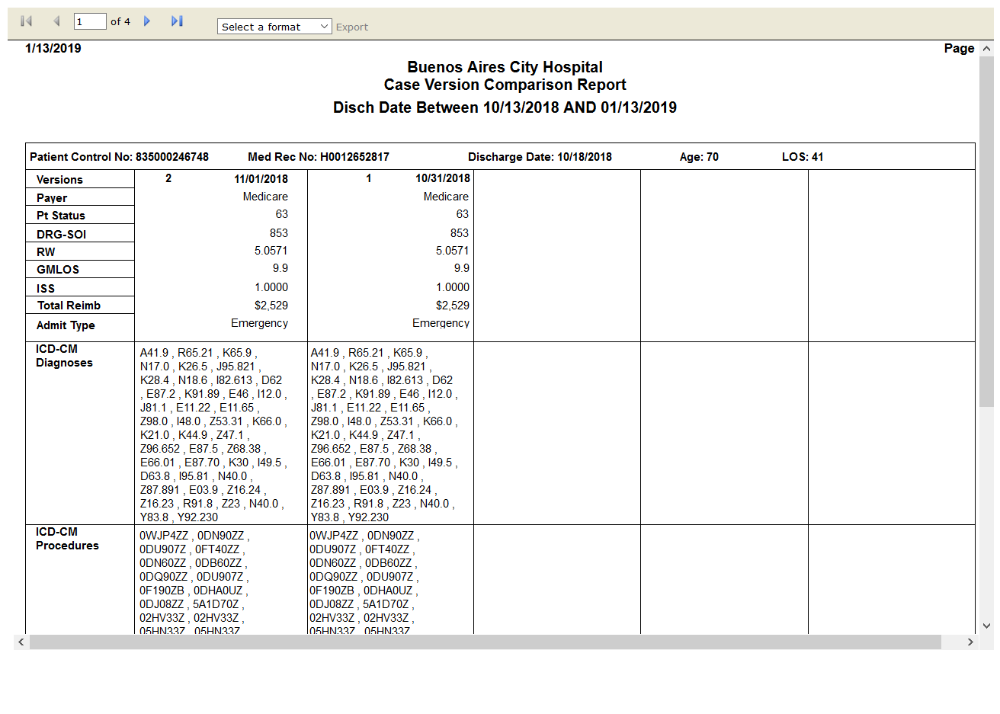 1 of 4 Select a format Export
1/13/2019 Page
Buenos Aires City Hospital
Case Version Comparison Report
Disch Date Between 10/13/2018 AND 01/13/2019
Patient Control No: 835000246748 Med Rec No: H0012652817 Discharge Date: 10/18/2018 Age: 70 LOS: 41
Versions 2 11/01/2018 1 10/31/2018
Payer Medicare Medicare
Pt Status 63 63
DRG-SOI 853 853
RW 5.0571 5.0571
GMLOS 9.9 9.9
ISS 1.0000 1.0000
Total Reimb $2,529 $2,529
Admit Type Emergency Emergency
ICD-CM
Diagnoses
A41.9 , R65.21 , K65.9 ,
N17.0 , K26.5 , J95.821 ,
K28.4 , N18.6 , I82.613 , D62
, E87.2 , K91.89 , E46 , I12.0 ,
J81.1 , E11.22 , E11.65 ,
Z98.0 , I48.0 , Z53.31 , K66.0 ,
K21.0 , K44.9 , Z47.1 ,
Z96.652 , E87.5 , Z68.38 ,
E66.01 , E87.70 , K30 , I49.5 ,
D63.8 , I95.81 , N40.0 ,
Z87.891 , E03.9 , Z16.24 ,
Z16.23 , R91.8 , Z23 , N40.0 ,
Y83.8 , Y92.230
A41.9 , R65.21 , K65.9 ,
N17.0 , K26.5 , J95.821 ,
K28.4 , N18.6 , I82.613 , D62
, E87.2 , K91.89 , E46 , I12.0 ,
J81.1 , E11.22 , E11.65 ,
Z98.0 , I48.0 , Z53.31 , K66.0 ,
K21.0 , K44.9 , Z47.1 ,
Z96.652 , E87.5 , Z68.38 ,
E66.01 , E87.70 , K30 , I49.5 ,
D63.8 , I95.81 , N40.0 ,
Z87.891 , E03.9 , Z16.24 ,
Z16.23 , R91.8 , Z23 , N40.0 ,
Y83.8 , Y92.230
ICD-CM
Procedures
0WJP4ZZ , 0DN90ZZ ,
0DU907Z , 0FT40ZZ ,
0DN60ZZ , 0DB60ZZ ,
0DQ90ZZ , 0DU907Z ,
0F190ZB , 0DHA0UZ ,
0DJ08ZZ , 5A1D70Z ,
02HV33Z , 02HV33Z ,
05HN33Z , 05HN33Z
0WJP4ZZ , 0DN90ZZ ,
0DU907Z , 0FT40ZZ ,
0DN60ZZ , 0DB60ZZ ,
0DQ90ZZ , 0DU907Z ,
0F190ZB , 0DHA0UZ ,
0DJ08ZZ , 5A1D70Z ,
02HV33Z , 02HV33Z ,
05HN33Z , 05HN33Z